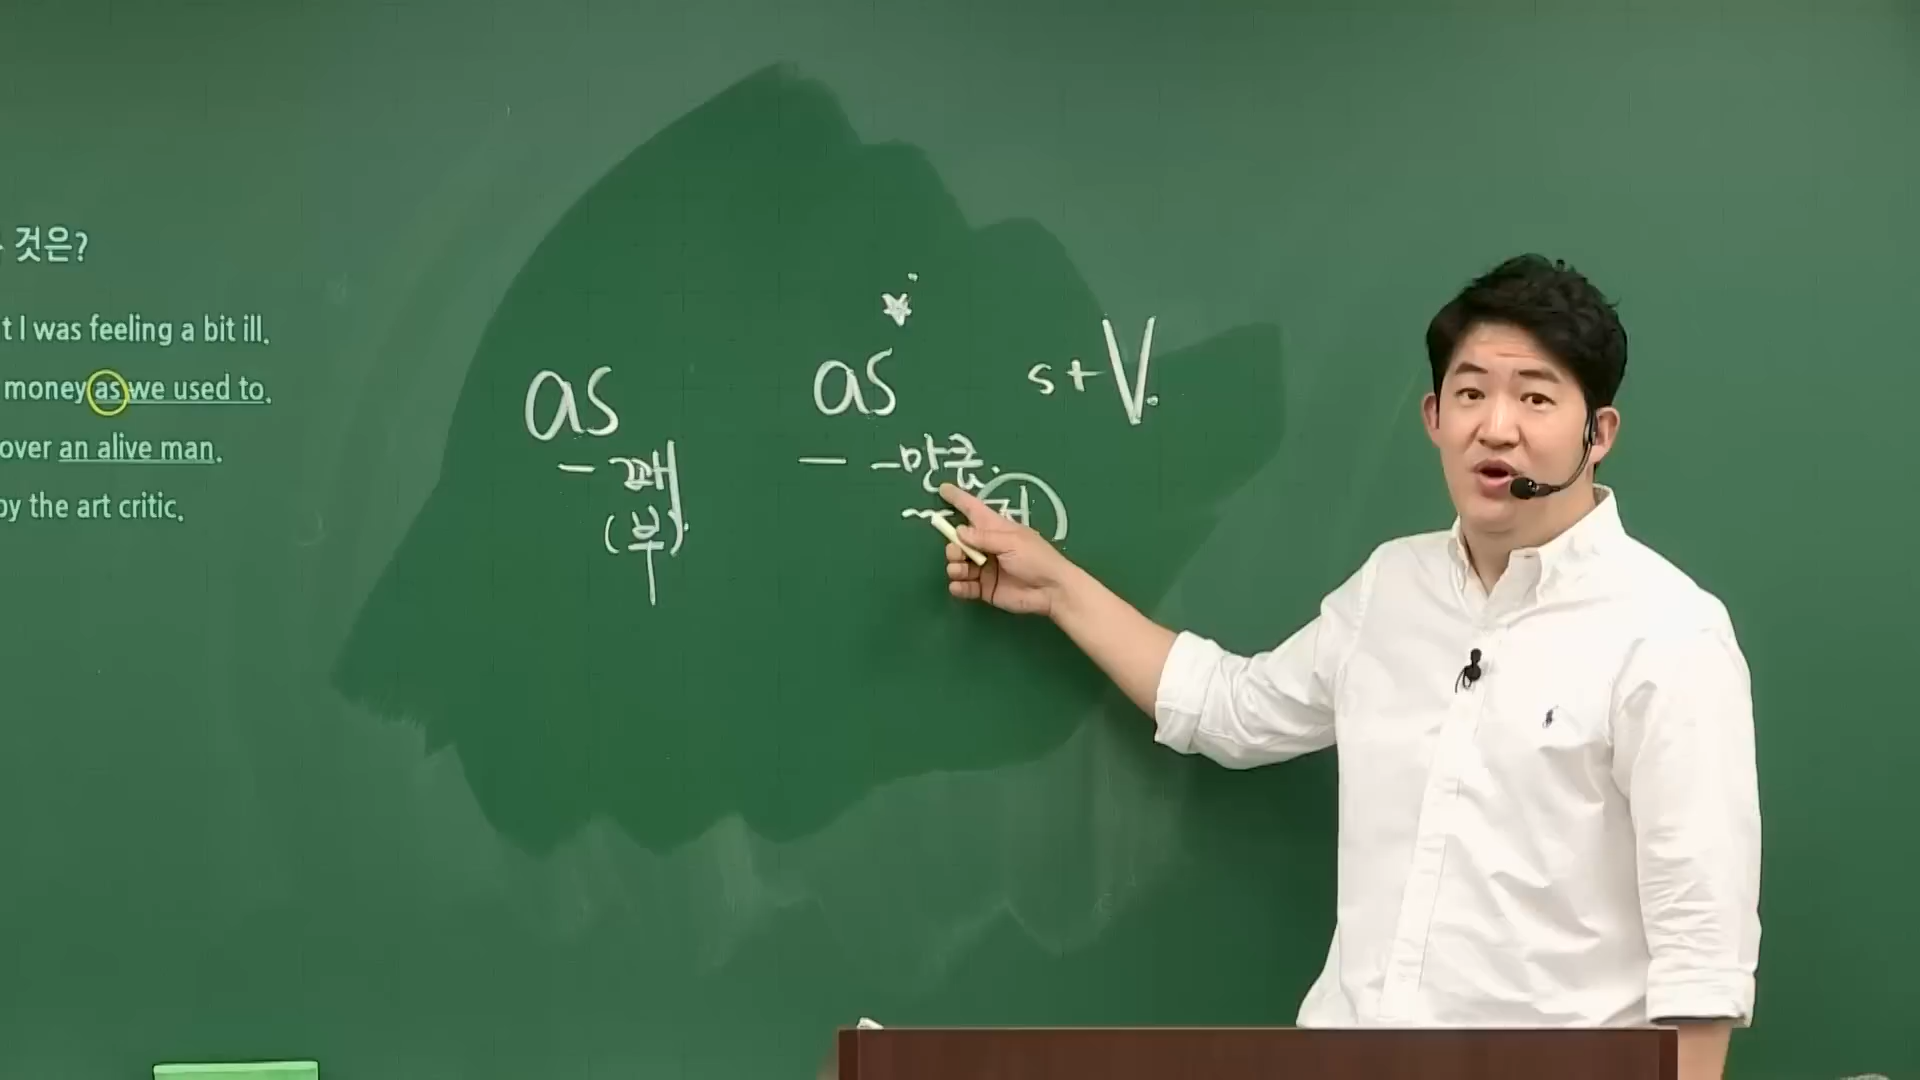 것은?
t I was feeling a bit ill.
money as we used to.
over an alive man.
by the art critic.
as as s+V.
- 꽤 - -만큼.
(부).